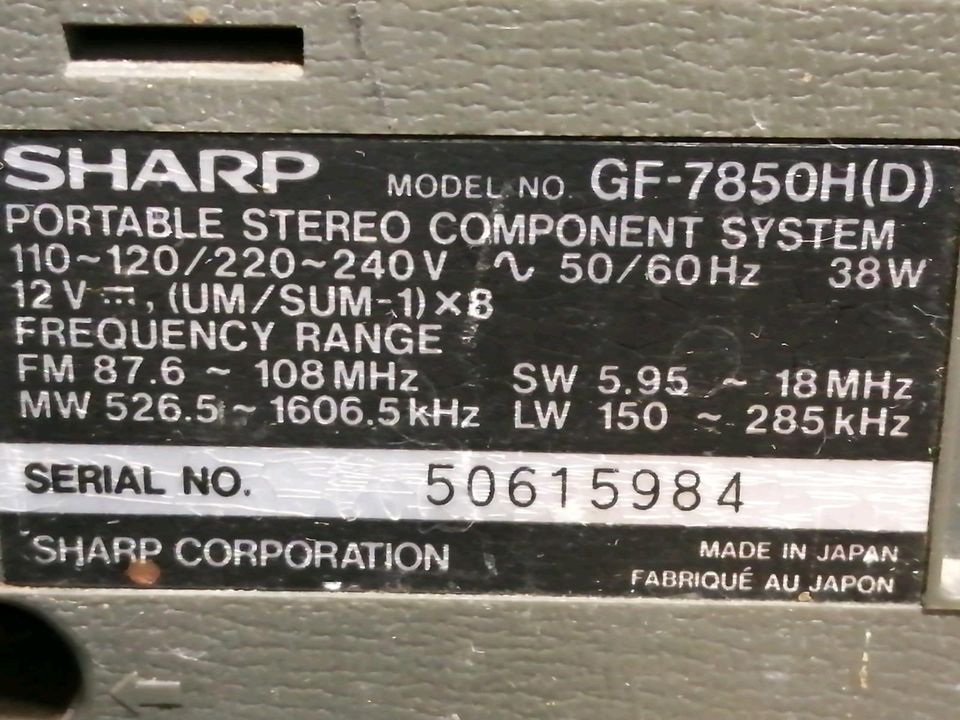 SHARP MODEL NO. GF-7850H(D)
PORTABLE STEREO COMPONENT SYSTEM
110~120/220~240V ∿ 50/60Hz 38W
12V ⎓, (UM/SUM-1)×8
FREQUENCY RANGE
FM 87.6 ~ 108MHz SW 5.95 ~ 18MHz
MW 526.5 ~ 1606.5kHz LW 150 ~ 285kHz
SERIAL NO. 50615984
SHARP CORPORATION MADE IN JAPAN
FABRIQUÉ AU JAPON